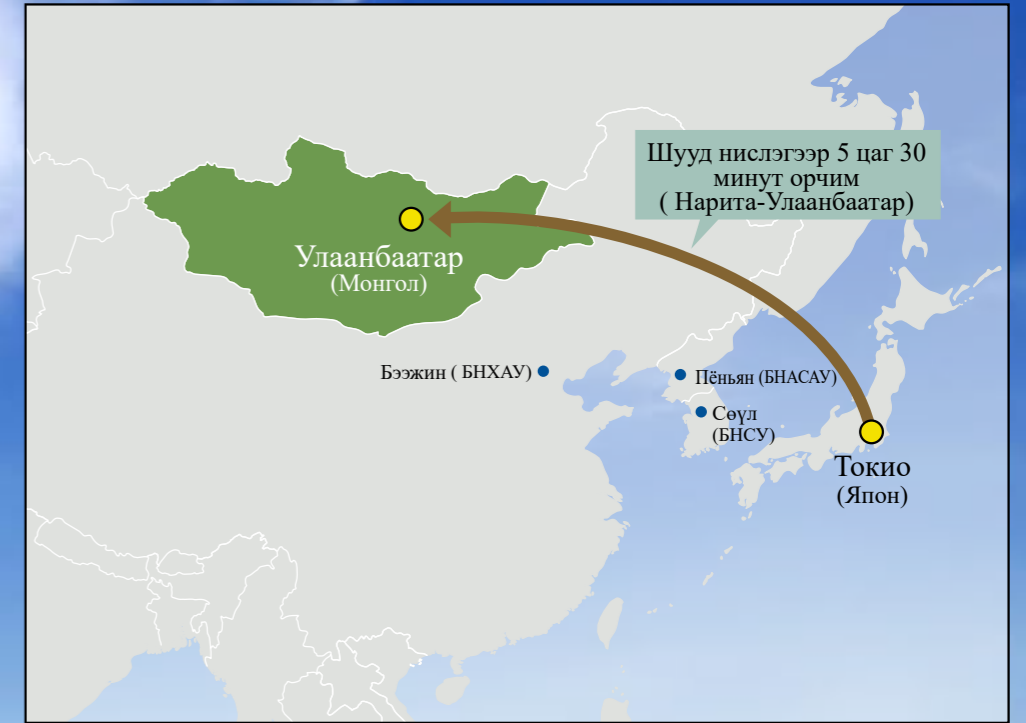 Шууд нислэгээр 5 цаг 30
минут орчим
( Нарита-Улаанбаатар)
Улаанбаатар
(Монгол)
Бээжин ( БНХАУ)
Пёньян (БНАСАУ)
Сөүл
(БНСУ)
Токио
(Япон)